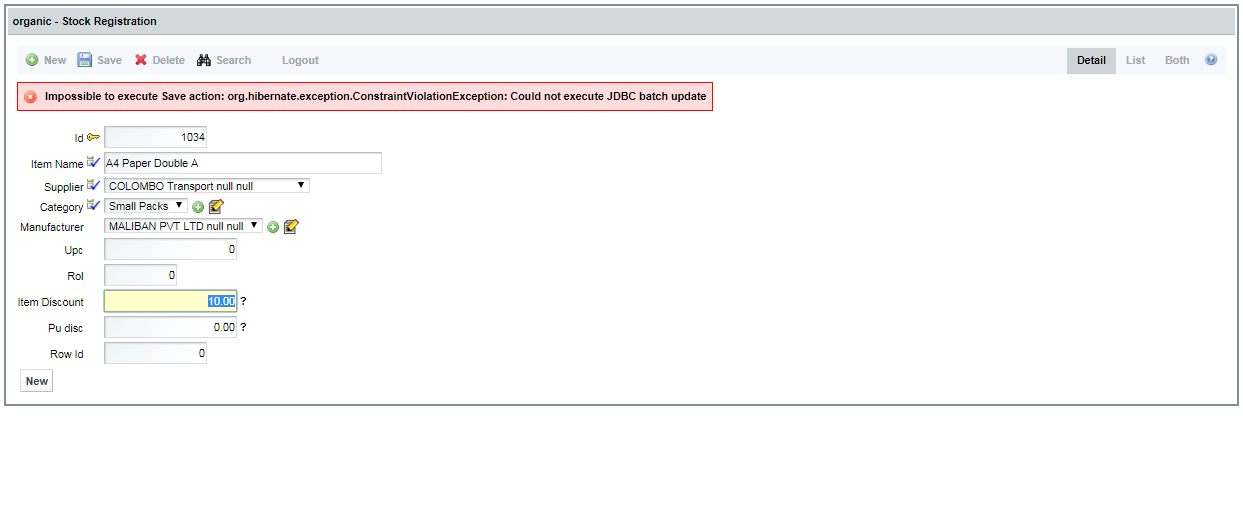 organic - Stock Registration
New Save Delete Search Logout Detail List Both ?
Impossible to execute Save action: org.hibernate.exception.ConstraintViolationException: Could not execute JDBC batch update
Id 1034
Item Name A4 Paper Double A
Supplier COLOMBO Transport null null
Category Small Packs
Manufacturer MALIBAN PVT LTD null null
Upc 0
Rol 0
Item Discount 10.00 ?
Pu disc 0.00 ?
Row Id 0
New